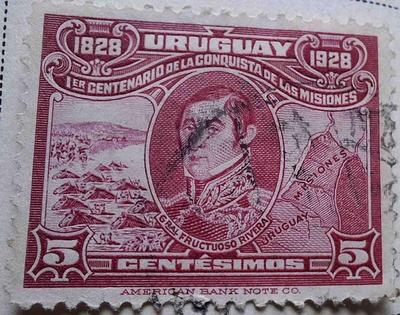 1828 URUGUAY 1928
1ER CENTENARIO DE LA CONQUISTA DE LAS MISIONES
MISIONES
URUGUAY
GRAL FRUCTUOSO RIVERA
5 CENTÉSIMOS 5
AMERICAN BANK NOTE CO.